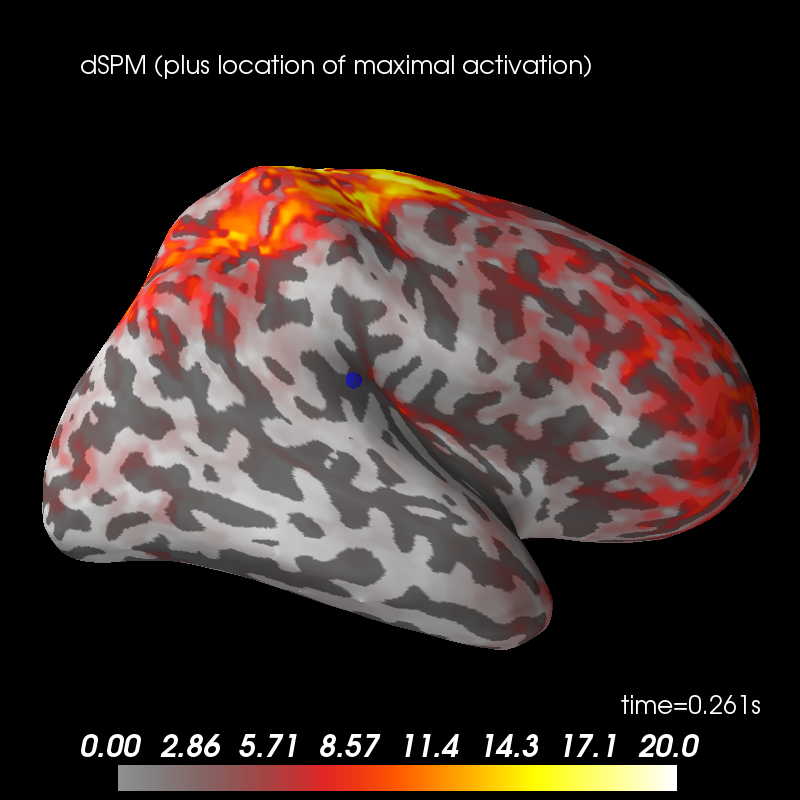 dSPM (plus location of maximal activation)
time=0.261s
0.00 2.86 5.71 8.57 11.4 14.3 17.1 20.0